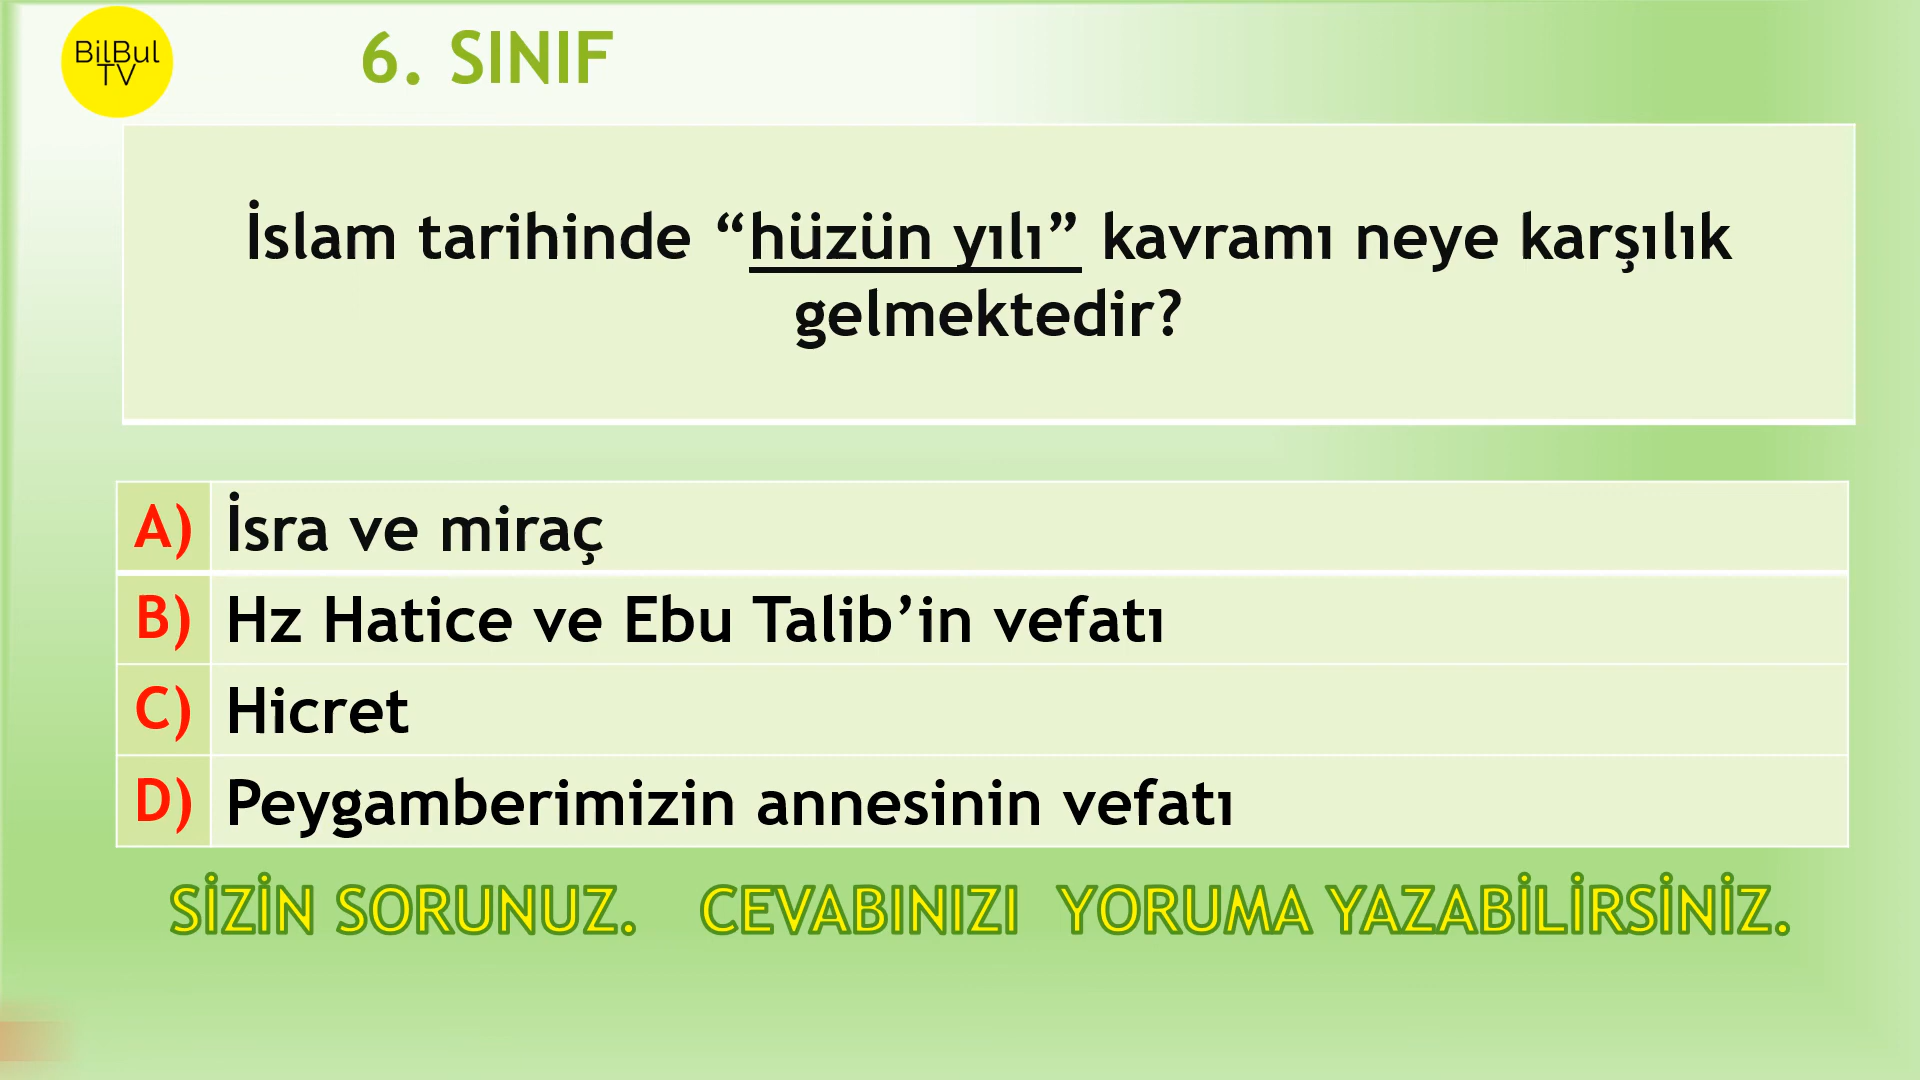 BilBul
TV
6. SINIF
İslam tarihinde “hüzün yılı” kavramı neye karşılık
gelmektedir?
A) İsra ve miraç
B) Hz Hatice ve Ebu Talib’in vefatı
C) Hicret
D) Peygamberimizin annesinin vefatı
SİZİN SORUNUZ. CEVABINIZI YORUMA YAZABİLİRSİNİZ.